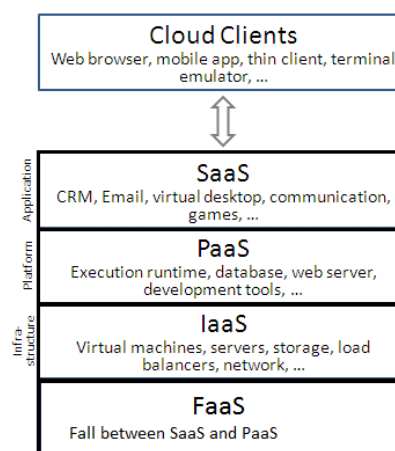 Cloud Clients
Web browser, mobile app, thin client, terminal
emulator, ...
Application
SaaS
CRM, Email, virtual desktop, communication,
games, ...
Platform
PaaS
Execution runtime, database, web server,
development tools, ...
Infra-
structure
IaaS
Virtual machines, servers, storage, load
balancers, network, ...
FaaS
Fall between SaaS and PaaS